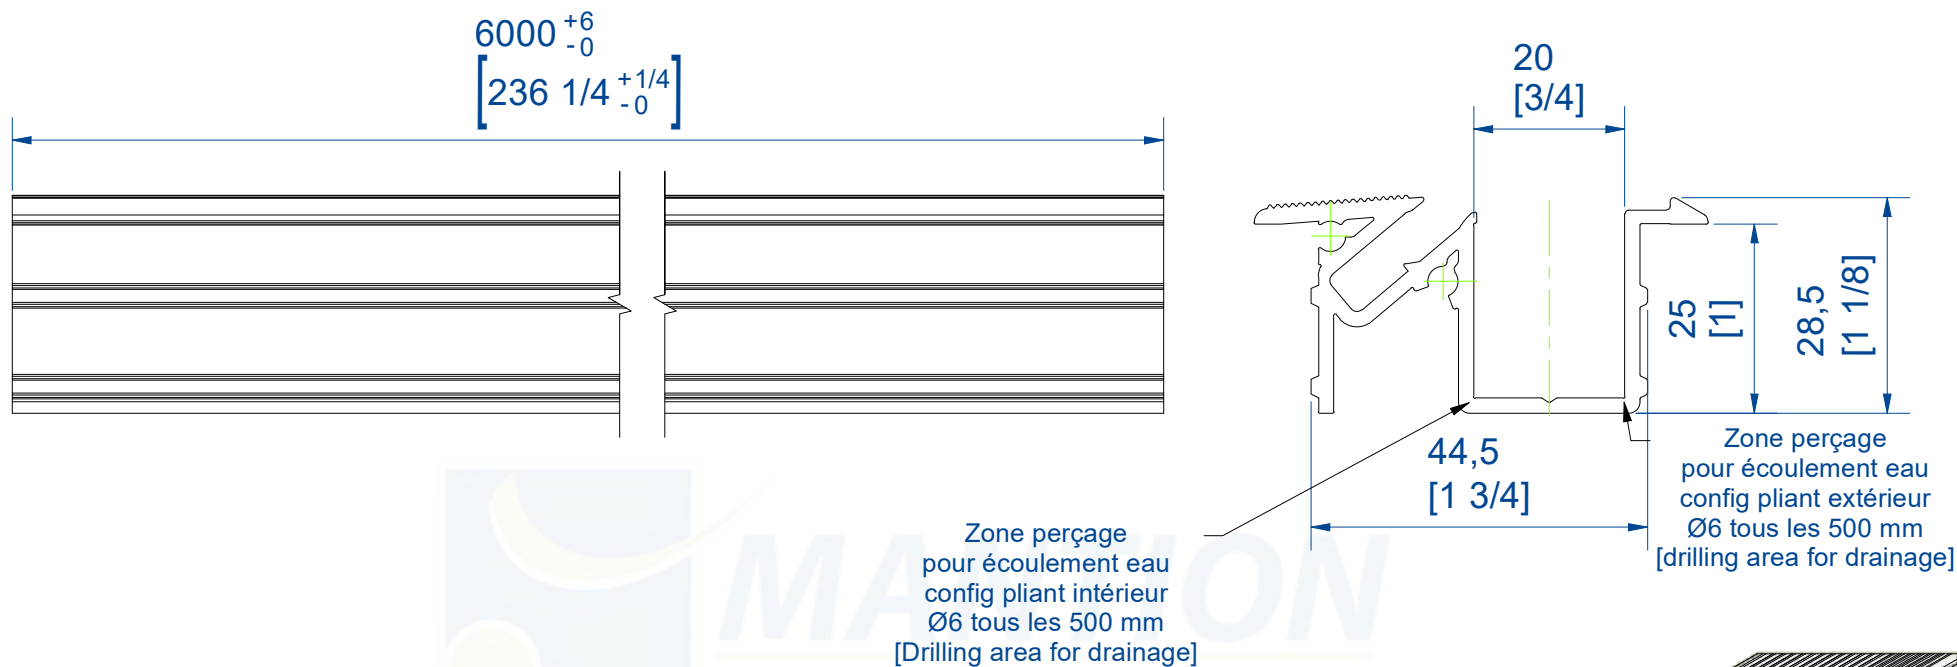 6000 +6 -0
[236 1/4 +1/4 -0]
20
[3/4]
25
[1]
28,5
[1 1/8]
44,5
[1 3/4]
Zone perçage
pour écoulement eau
config pliant extérieur
Ø6 tous les 500 mm
[drilling area for drainage]
Zone perçage
pour écoulement eau
config pliant intérieur
Ø6 tous les 500 mm
[Drilling area for drainage]
MANTION